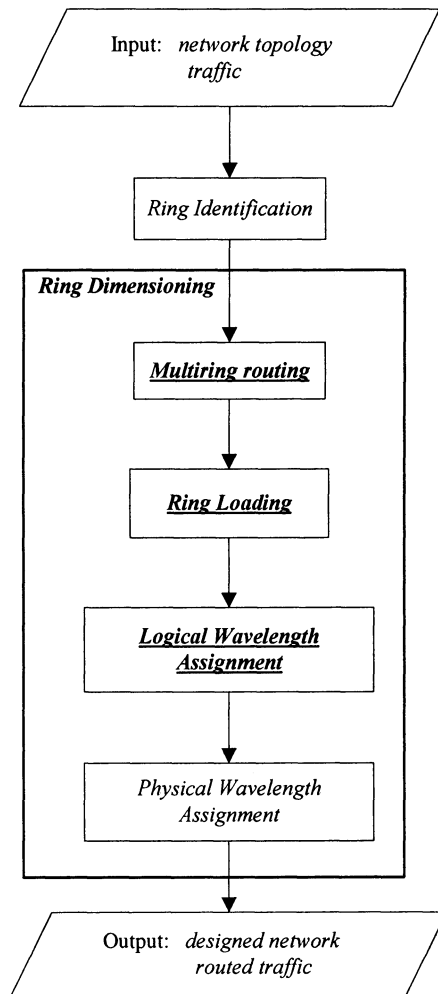 Input: network topology
traffic
Ring Identification
Ring Dimensioning
Multiring routing
Ring Loading
Logical Wavelength
Assignment
Physical Wavelength
Assignment
Output: designed network
routed traffic